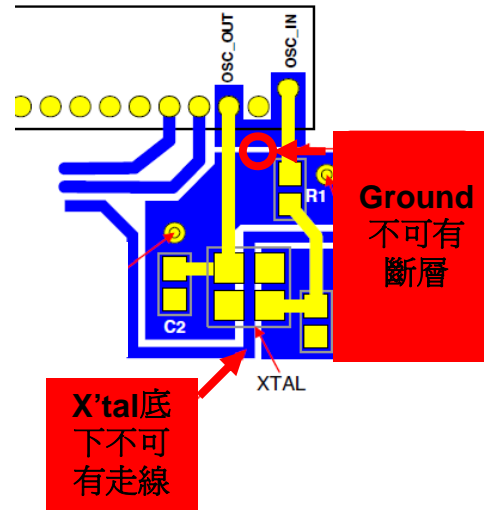 OSC_OUT
OSC_IN
R1
Ground
不可有
斷層
C2
XTAL
X'tal底
下不可
有走線